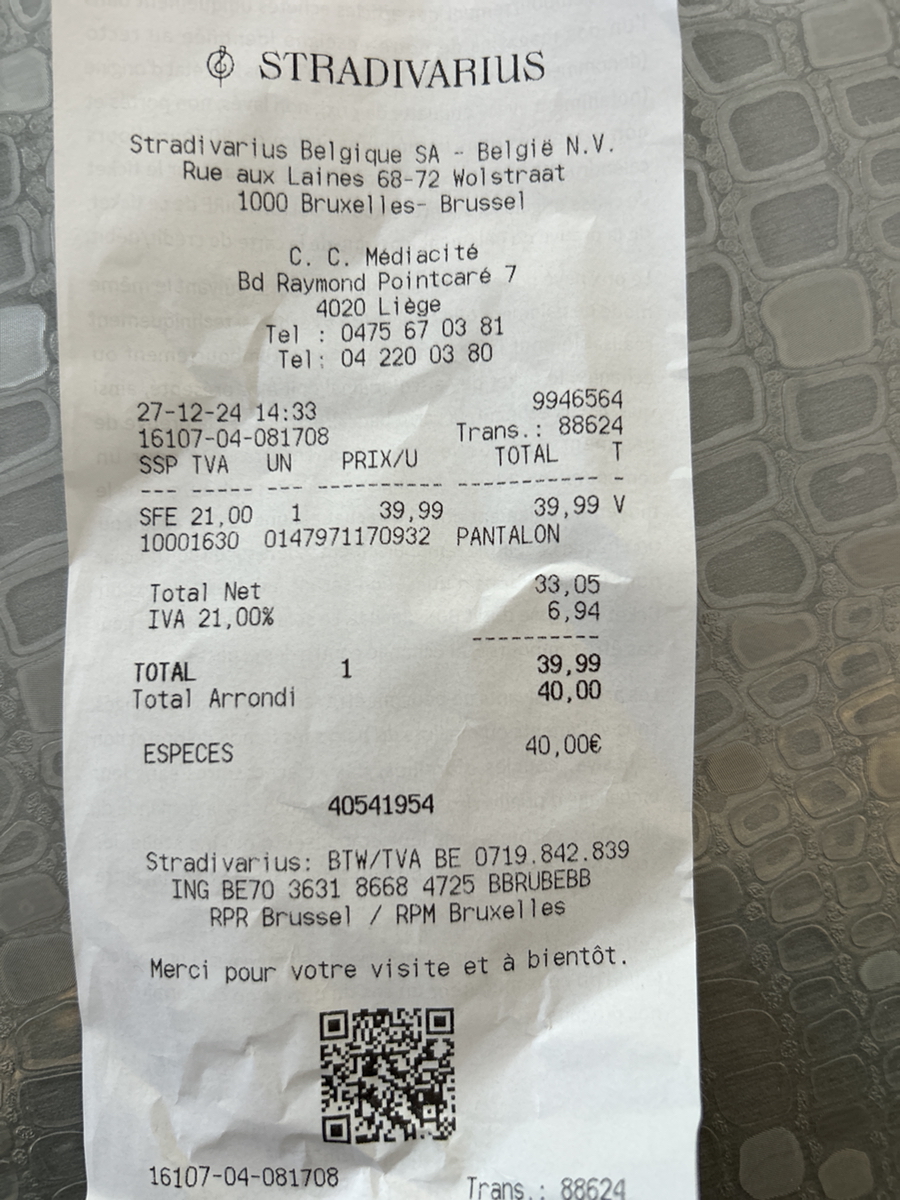 STRADIVARIUS
Stradivarius Belgique SA - België N.V.
Rue aux Laines 68-72 Wolstraat
1000 Bruxelles- Brussel
C. C. Médiacité
Bd Raymond Pointcaré 7
4020 Liège
Tel : 0475 67 03 81
Tel: 04 220 03 80
27-12-24 14:33 9946564
16107-04-081708 Trans.: 88624
SSP TVA UN PRIX/U TOTAL T
--- ----- --- ------------ ------------ -
SFE 21,00 1 39,99 39,99 V
10001630 0147971170932 PANTALON
Total Net 33,05
IVA 21,00% 6,94
----------
TOTAL 1 39,99
Total Arrondi 40,00
ESPECES 40,00€
40541954
Stradivarius: BTW/TVA BE 0719.842.839
ING BE70 3631 8668 4725 BBRUBEBB
RPR Brussel / RPM Bruxelles
Merci pour votre visite et à bientôt.
16107-04-081708 Trans.: 88624